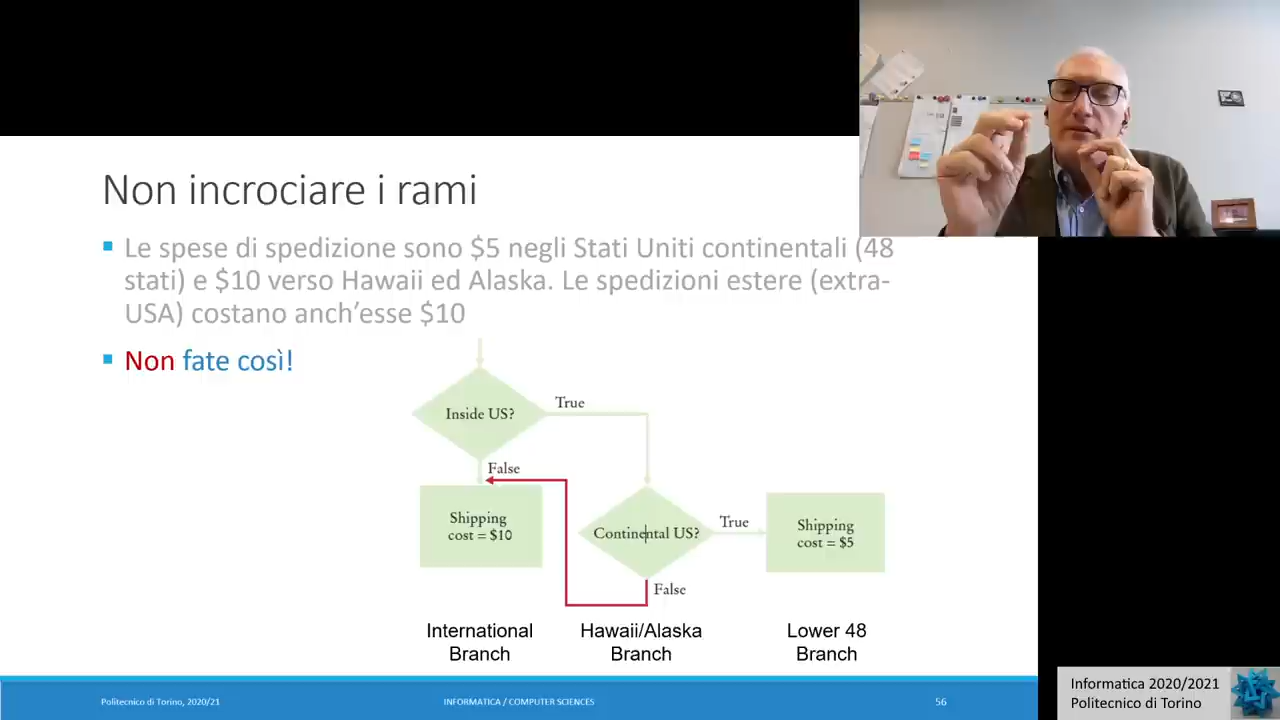 Non incrociare i rami
Le spese di spedizione sono $5 negli Stati Uniti continentali (48
stati) e $10 verso Hawaii ed Alaska. Le spedizioni estere (extra-
USA) costano anch’esse $10
Non fate così!
Inside US?
True
False
Shipping
cost = $10
Continental US?
True
Shipping
cost = $5
False
International
Branch
Hawaii/Alaska
Branch
Lower 48
Branch
Politecnico di Torino, 2020/21
INFORMATICA / COMPUTER SCIENCES
56
Informatica 2020/2021
Politecnico di Torino